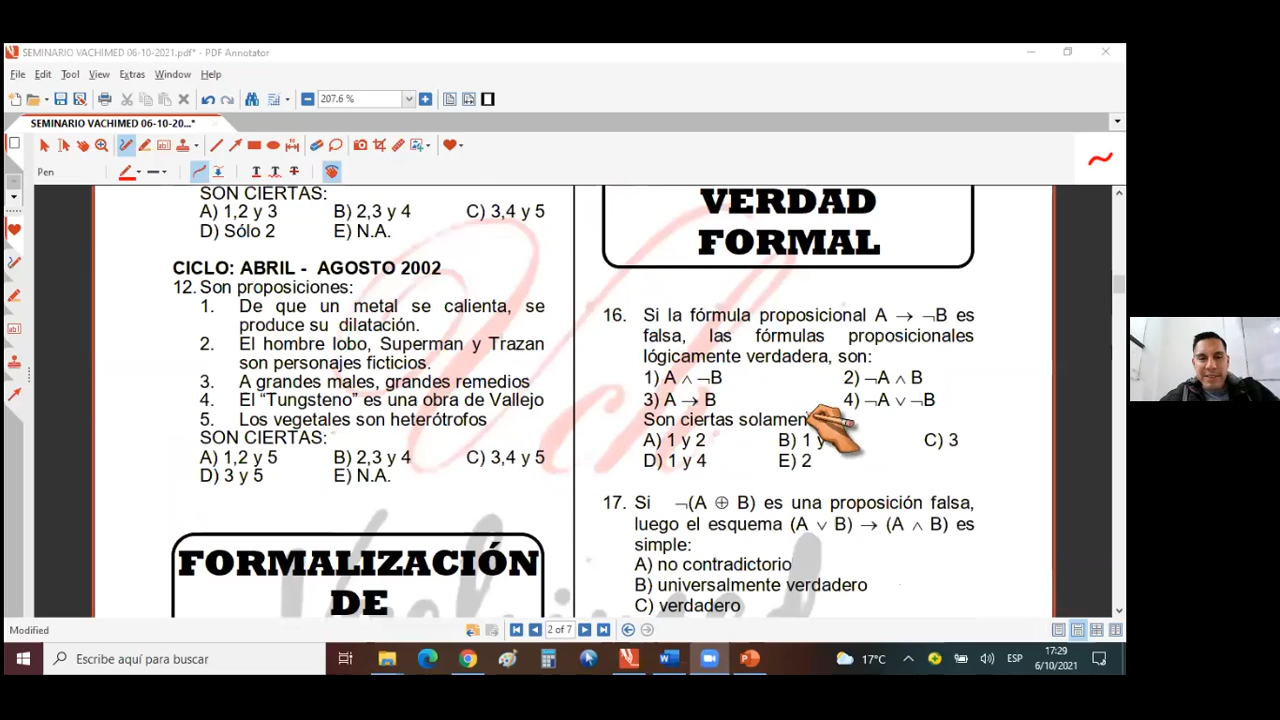 SEMINARIO VACHIMED 06-10-2021.pdf* - PDF Annotator
File Edit Tool View Extras Window Help
207.6 %
SEMINARIO VACHIMED 06-10-20...*
Pen
SON CIERTAS:
A) 1,2 y 3 B) 2,3 y 4 C) 3,4 y 5
D) Sólo 2 E) N.A.
CICLO: ABRIL - AGOSTO 2002
12. Son proposiciones:
1. De que un metal se calienta, se
produce su dilatación.
2. El hombre lobo, Superman y Trazan
son personajes ficticios.
3. A grandes males, grandes remedios
4. El “Tungsteno” es una obra de Vallejo
5. Los vegetales son heterótrofos
SON CIERTAS:
A) 1,2 y 5 B) 2,3 y 4 C) 3,4 y 5
D) 3 y 5 E) N.A.
FORMALIZACIÓN
DE
VERDAD
FORMAL
16. Si la fórmula proposicional A → ¬B es
falsa, las fórmulas proposicionales
lógicamente verdadera, son:
1) A ∧ ¬B 2) ¬A ∧ B
3) A → B 4) ¬A ∨ ¬B
Son ciertas
A) 1 y 2 B) 1 y C) 3
D) 1 y 4 E) 2
17. Si ¬(A ⊕ B) es una proposición falsa,
luego el esquema (A ∨ B) → (A ∧ B) es
simple:
A) no contradictorio
B) universalmente verdadero
C) verdadero
Modified
2 of 7
Escribe aquí para buscar
17°C
ESP
17:29
6/10/2021